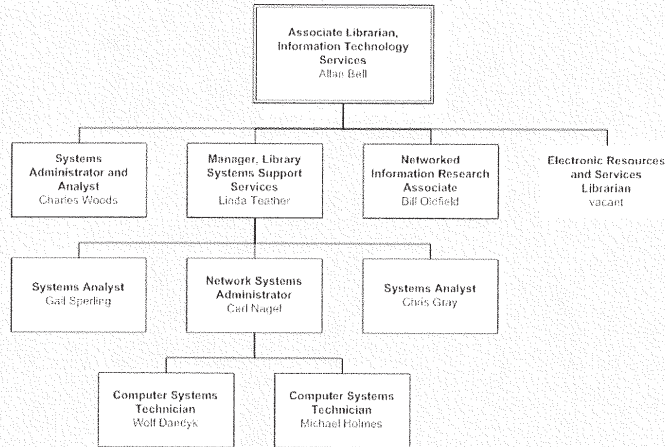 Associate Librarian,
Information Technology
Services
Allan Bell
Systems
Administrator and
Analyst
Charles Woods
Manager, Library
Systems Support
Services
Linda Teather
Networked
Information Research
Associate
Bill Oldfield
Electronic Resources
and Services
Librarian
vacant
Systems Analyst
Gail Sperling
Network Systems
Administrator
Carl Nagel
Systems Analyst
Chris Gray
Computer Systems
Technician
Wolf Dandyk
Computer Systems
Technician
Michael Holmes